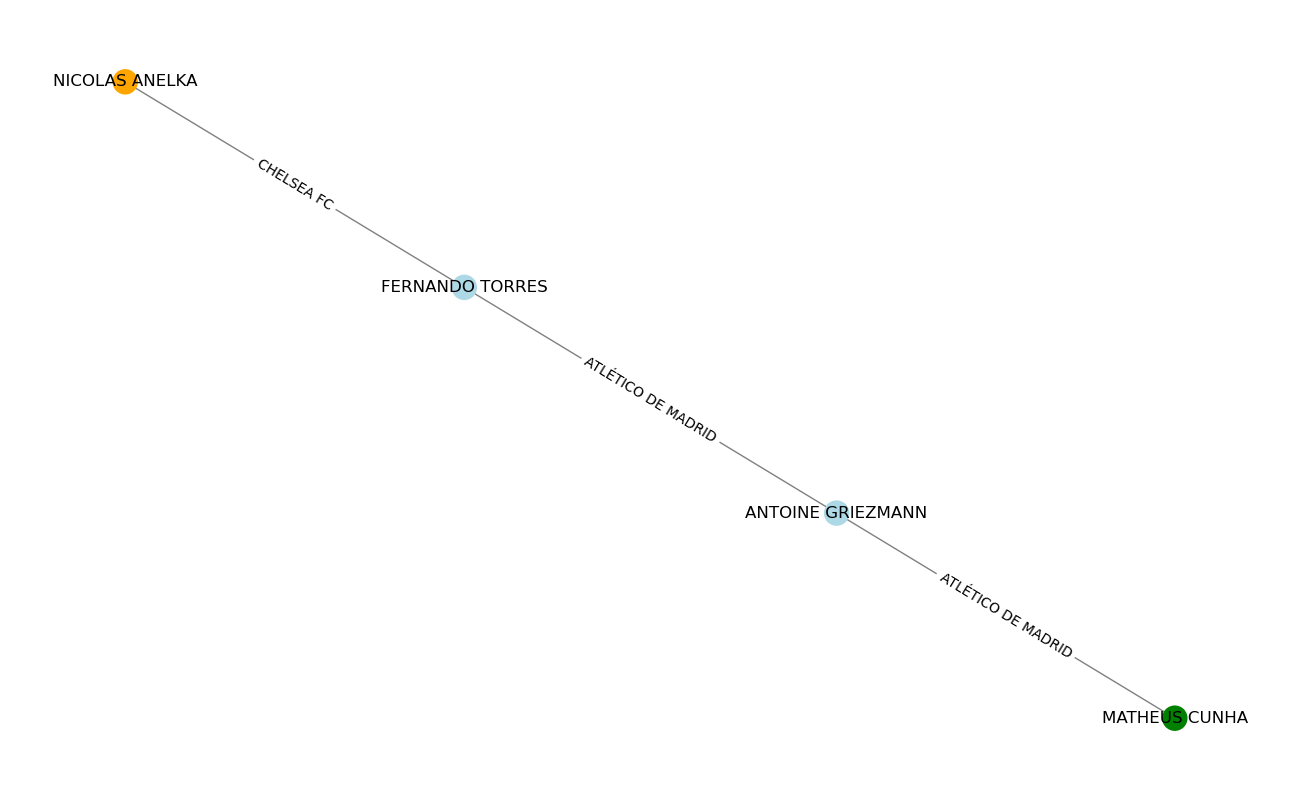 NICOLAS ANELKA
CHELSEA FC
FERNANDO TORRES
ATLÉTICO DE MADRID
ANTOINE GRIEZMANN
ATLÉTICO DE MADRID
MATHEUS CUNHA